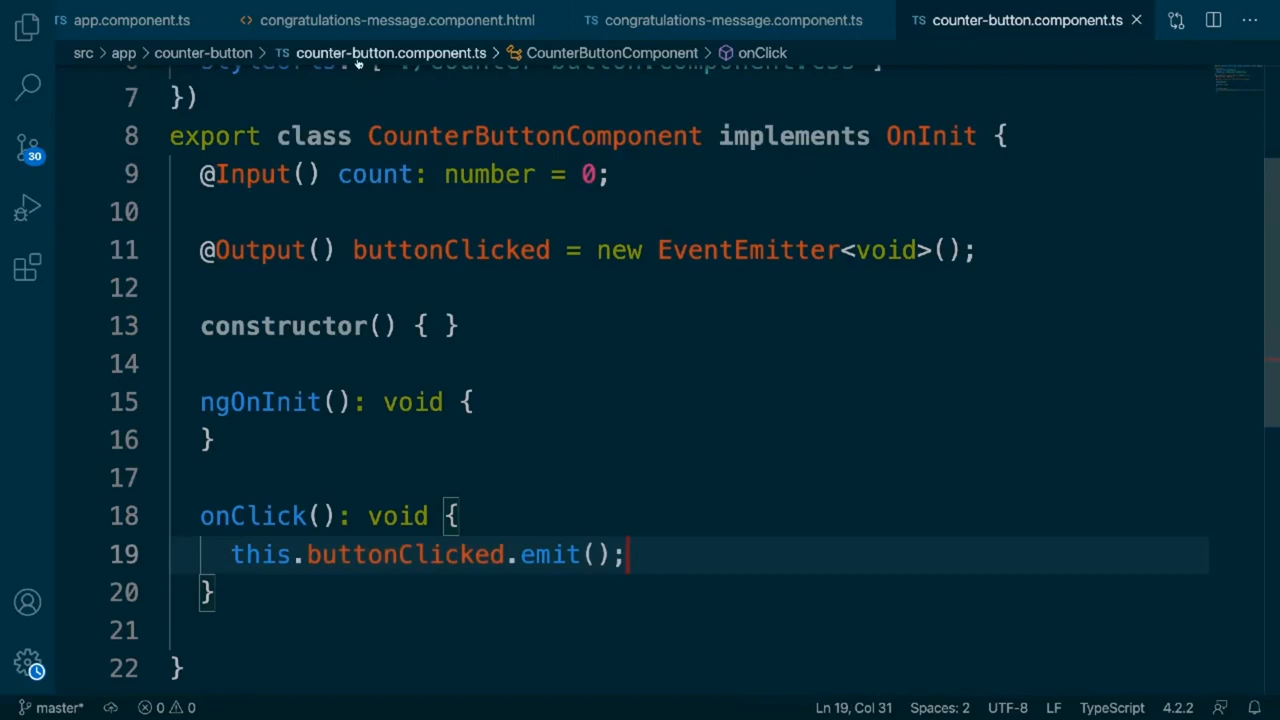 app.component.ts congratulations-message.component.html TS congratulations-message.component.ts TS counter-button.component.ts
src > app > counter-button > TS counter-button.component.ts > CounterButtonComponent > onClick
7 })
8 export class CounterButtonComponent implements OnInit {
9 @Input() count: number = 0;
10
11 @Output() buttonClicked = new EventEmitter<void>();
12
13 constructor() { }
14
15 ngOnInit(): void {
16 }
17
18 onClick(): void {
19 this.buttonClicked.emit();
20 }
21
22 }
30
master* 0 0 Ln 19, Col 31 Spaces: 2 UTF-8 LF TypeScript 4.2.2